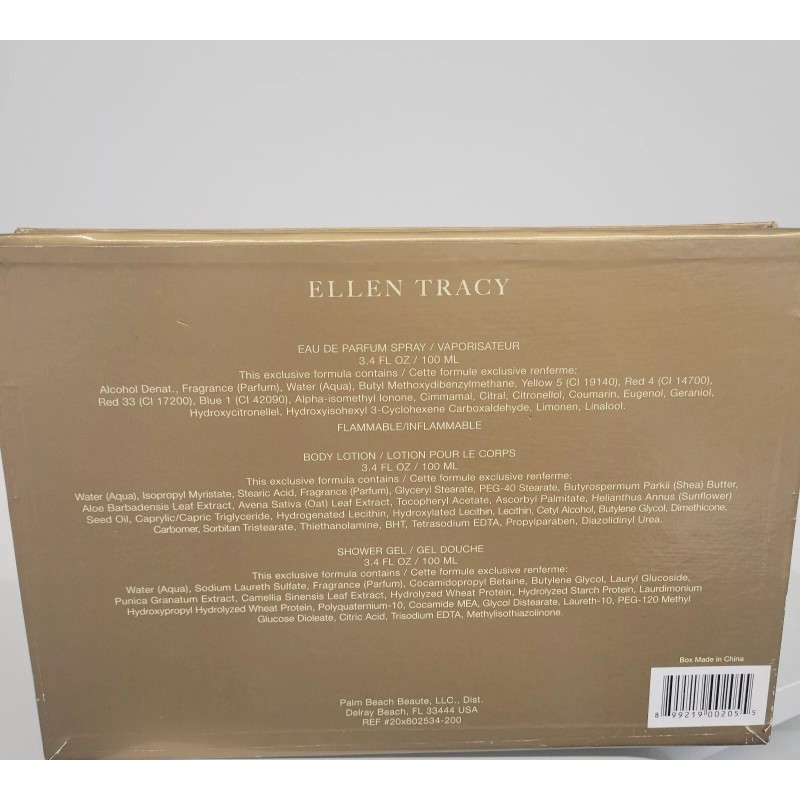 ELLEN TRACY
EAU DE PARFUM SPRAY / VAPORISATEUR
3.4 FL OZ / 100 ML
This exclusive formula contains / Cette formule exclusive renferme:
Alcohol Denat., Fragrance (Parfum), Water (Aqua), Butyl Methoxydibenzylmethane, Yellow 5 (CI 19140), Red 4 (CI 14700),
Red 33 (CI 17200), Blue 1 (CI 42090), Alpha-isomethyl Ionone, Cimmamal, Citral, Citronellol, Coumarin, Eugenol, Geraniol,
Hydroxycitronellel, Hydroxyisohexyl 3-Cyclohexene Carboxaldehyde, Limonen, Linalool.
FLAMMABLE/INFLAMMABLE
BODY LOTION / LOTION POUR LE CORPS
3.4 FL OZ / 100 ML
This exclusive formula contains / Cette formule exclusive renferme:
Water (Aqua), Isopropyl Myristate, Stearic Acid, Fragrance (Parfum), Glyceryl Stearate, PEG-40 Stearate, Butyrospermum Parkii (Shea) Butter,
Aloe Barbadensis Leaf Extract, Avena Sativa (Oat) Leaf Extract, Tocopheryl Acetate, Ascorbyl Palmitate, Helianthus Annus (Sunflower)
Seed Oil, Caprylic/Capric Triglyceride, Hydrogenated Lecithin, Hydroxylated Lecithin, Lecithin, Cetyl Alcohol, Butylene Glycol, Dimethicone,
Carbomer, Sorbitan Tristearate, Thiethanolamine, BHT, Tetrasodium EDTA, Propylparaben, Diazolidinyl Urea.
SHOWER GEL / GEL DOUCHE
3.4 FL OZ / 100 ML
This exclusive formula contains / Cette formule exclusive renferme:
Water (Aqua), Sodium Laureth Sulfate, Fragrance (Parfum), Cocamidopropyl Betaine, Butylene Glycol, Lauryl Glucoside,
Punica Granatum Extract, Camellia Sinensis Leaf Extract, Hydrolyzed Wheat Protein, Hydrolyzed Starch Protein, Laurdimonium
Hydroxypropyl Hydrolyzed Wheat Protein, Polyquaternium-10, Cocamide MEA, Glycol Distearate, Laureth-10, PEG-120 Methyl
Glucose Dioleate, Citric Acid, Trisodium EDTA, Methylisothiazolinone.
Box Made in China
8 99219 00205 5
Palm Beach Beaute, LLC., Dist.
Delray Beach, FL 33444 USA
REF #20x602534-200